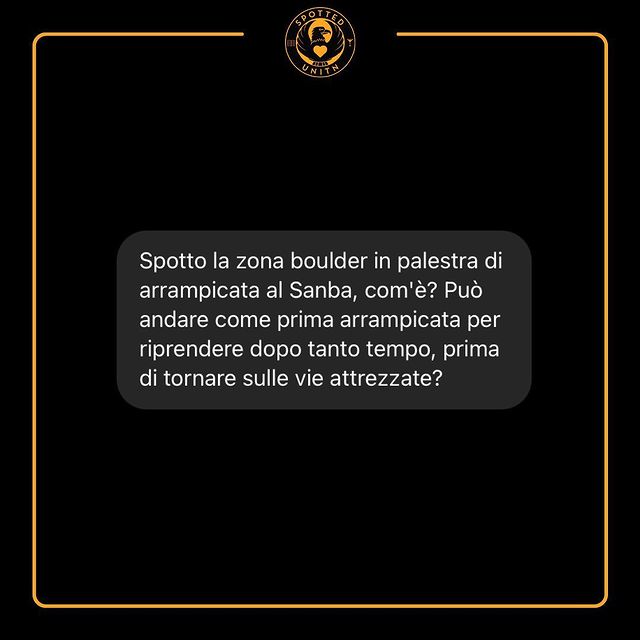 SPOTTED
UNITN
Spotto la zona boulder in palestra di
arrampicata al Sanba, com'è? Può
andare come prima arrampicata per
riprendere dopo tanto tempo, prima
di tornare sulle vie attrezzate?